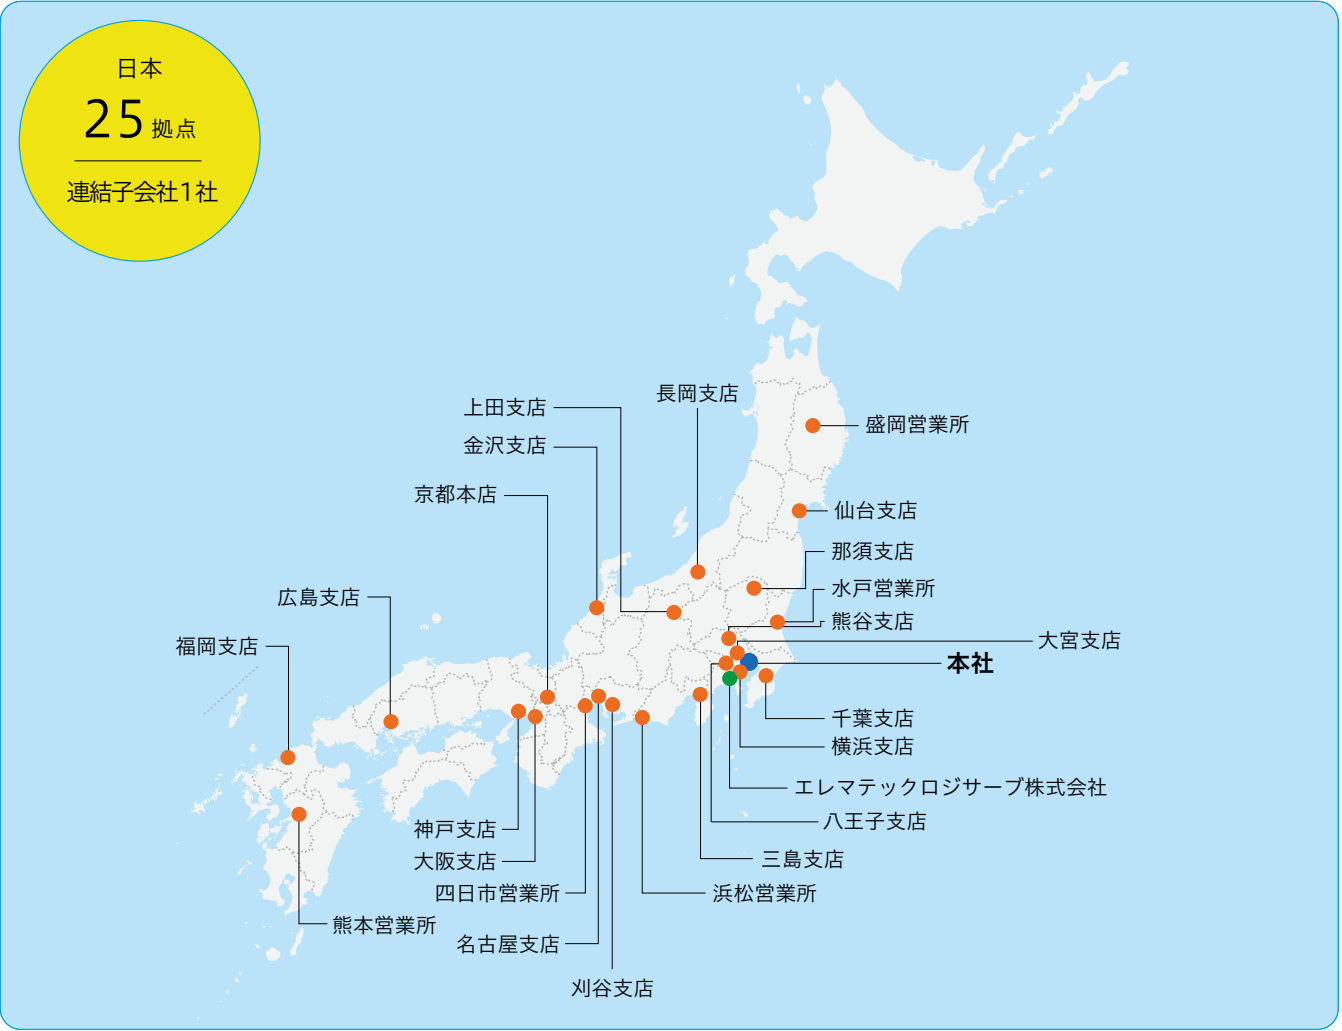 日本
25拠点
連結子会社1社
長岡支店
上田支店
盛岡営業所
金沢支店
京都本店
仙台支店
那須支店
水戸営業所
広島支店
熊谷支店
福岡支店
大宮支店
本社
千葉支店
横浜支店
エレマテックロジサーブ株式会社
八王子支店
神戸支店
三島支店
大阪支店
四日市営業所
浜松営業所
熊本営業所
名古屋支店
刈谷支店